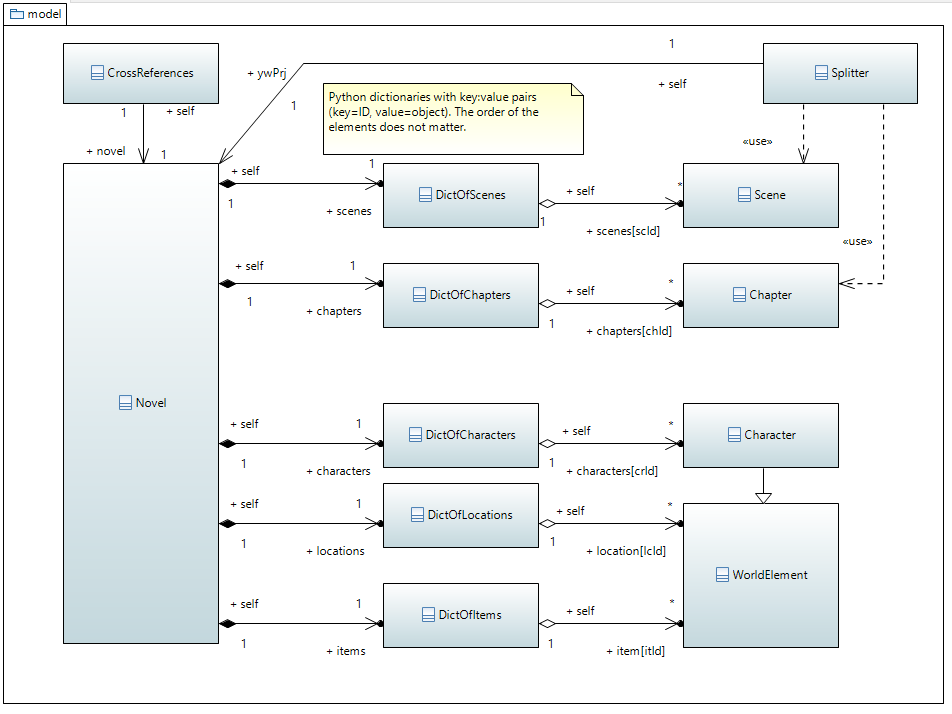 model
1
CrossReferences
+ ywPrj
Splitter
+ self
Python dictionaries with key:value pairs
(key=ID, value=object). The order of the
elements does not matter.
1
+ self
1
«use»
+ novel
1
+ self
1
1
+ scenes
DictOfScenes
+ self
*
1
+ scenes[scId]
Scene
«use»
+ self
1
1
+ chapters
DictOfChapters
+ self
*
1
+ chapters[chId]
Chapter
Novel
+ self
1
1
+ characters
DictOfCharacters
+ self
*
1
+ characters[crId]
Character
+ self
1
1
+ locations
DictOfLocations
+ self
*
1
+ location[lcId]
WorldElement
+ self
1
1
+ items
DictOfItems
+ self
*
1
+ item[itId]